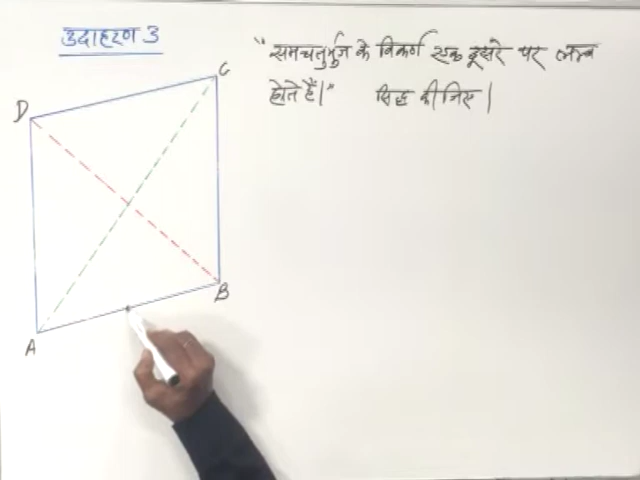 उदाहरण 3
"समचतुर्भुज के विकर्ण एक दूसरे पर लम्ब
होते हैं।" सिद्ध कीजिए।
C
D
B
A